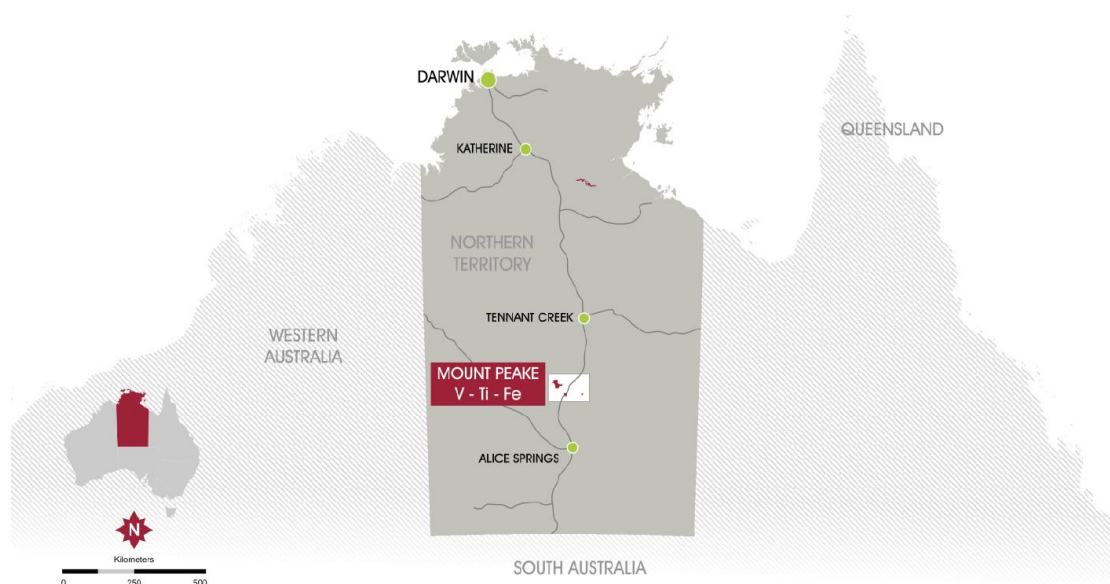 DARWIN
QUEENSLAND
KATHERINE
NORTHERN
TERRITORY
TENNANT CREEK
WESTERN
AUSTRALIA
MOUNT PEAKE
V - Ti - Fe
ALICE SPRINGS
N
Kilometers
0 250 500
SOUTH AUSTRALIA